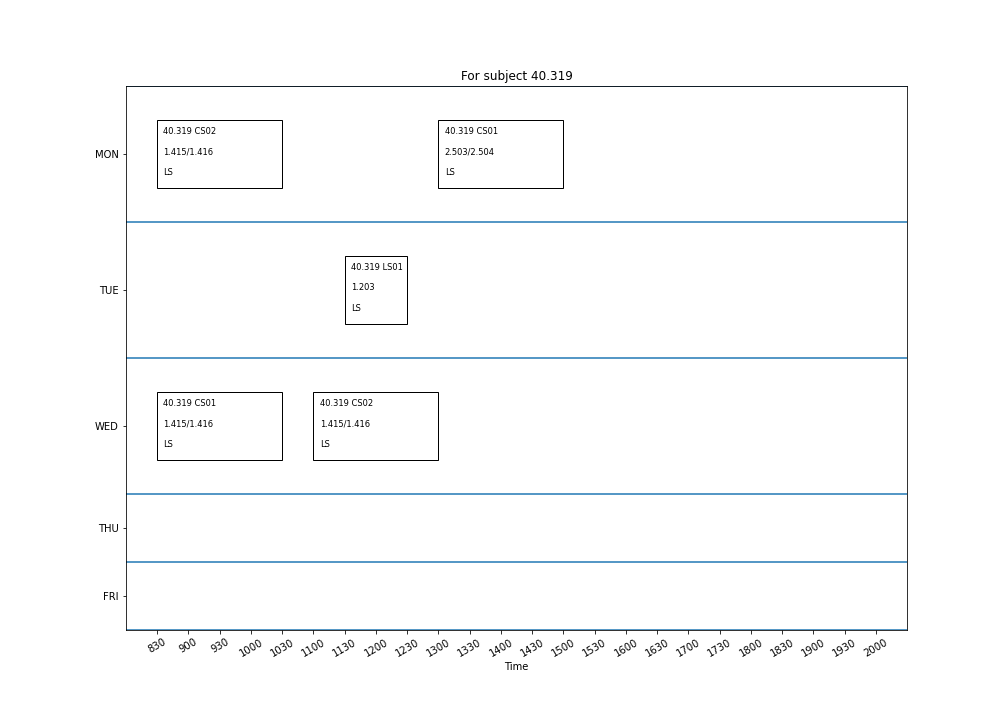 For subject 40.319
MON
40.319 CS02
1.415/1.416
LS
40.319 CS01
2.503/2.504
LS
TUE
40.319 LS01
1.203
LS
WED
40.319 CS01
1.415/1.416
LS
40.319 CS02
1.415/1.416
LS
THU
FRI
830 900 930 1000 1030 1100 1130 1200 1230 1300 1330 1400 1430 1500 1530 1600 1630 1700 1730 1800 1830 1900 1930 2000
Time